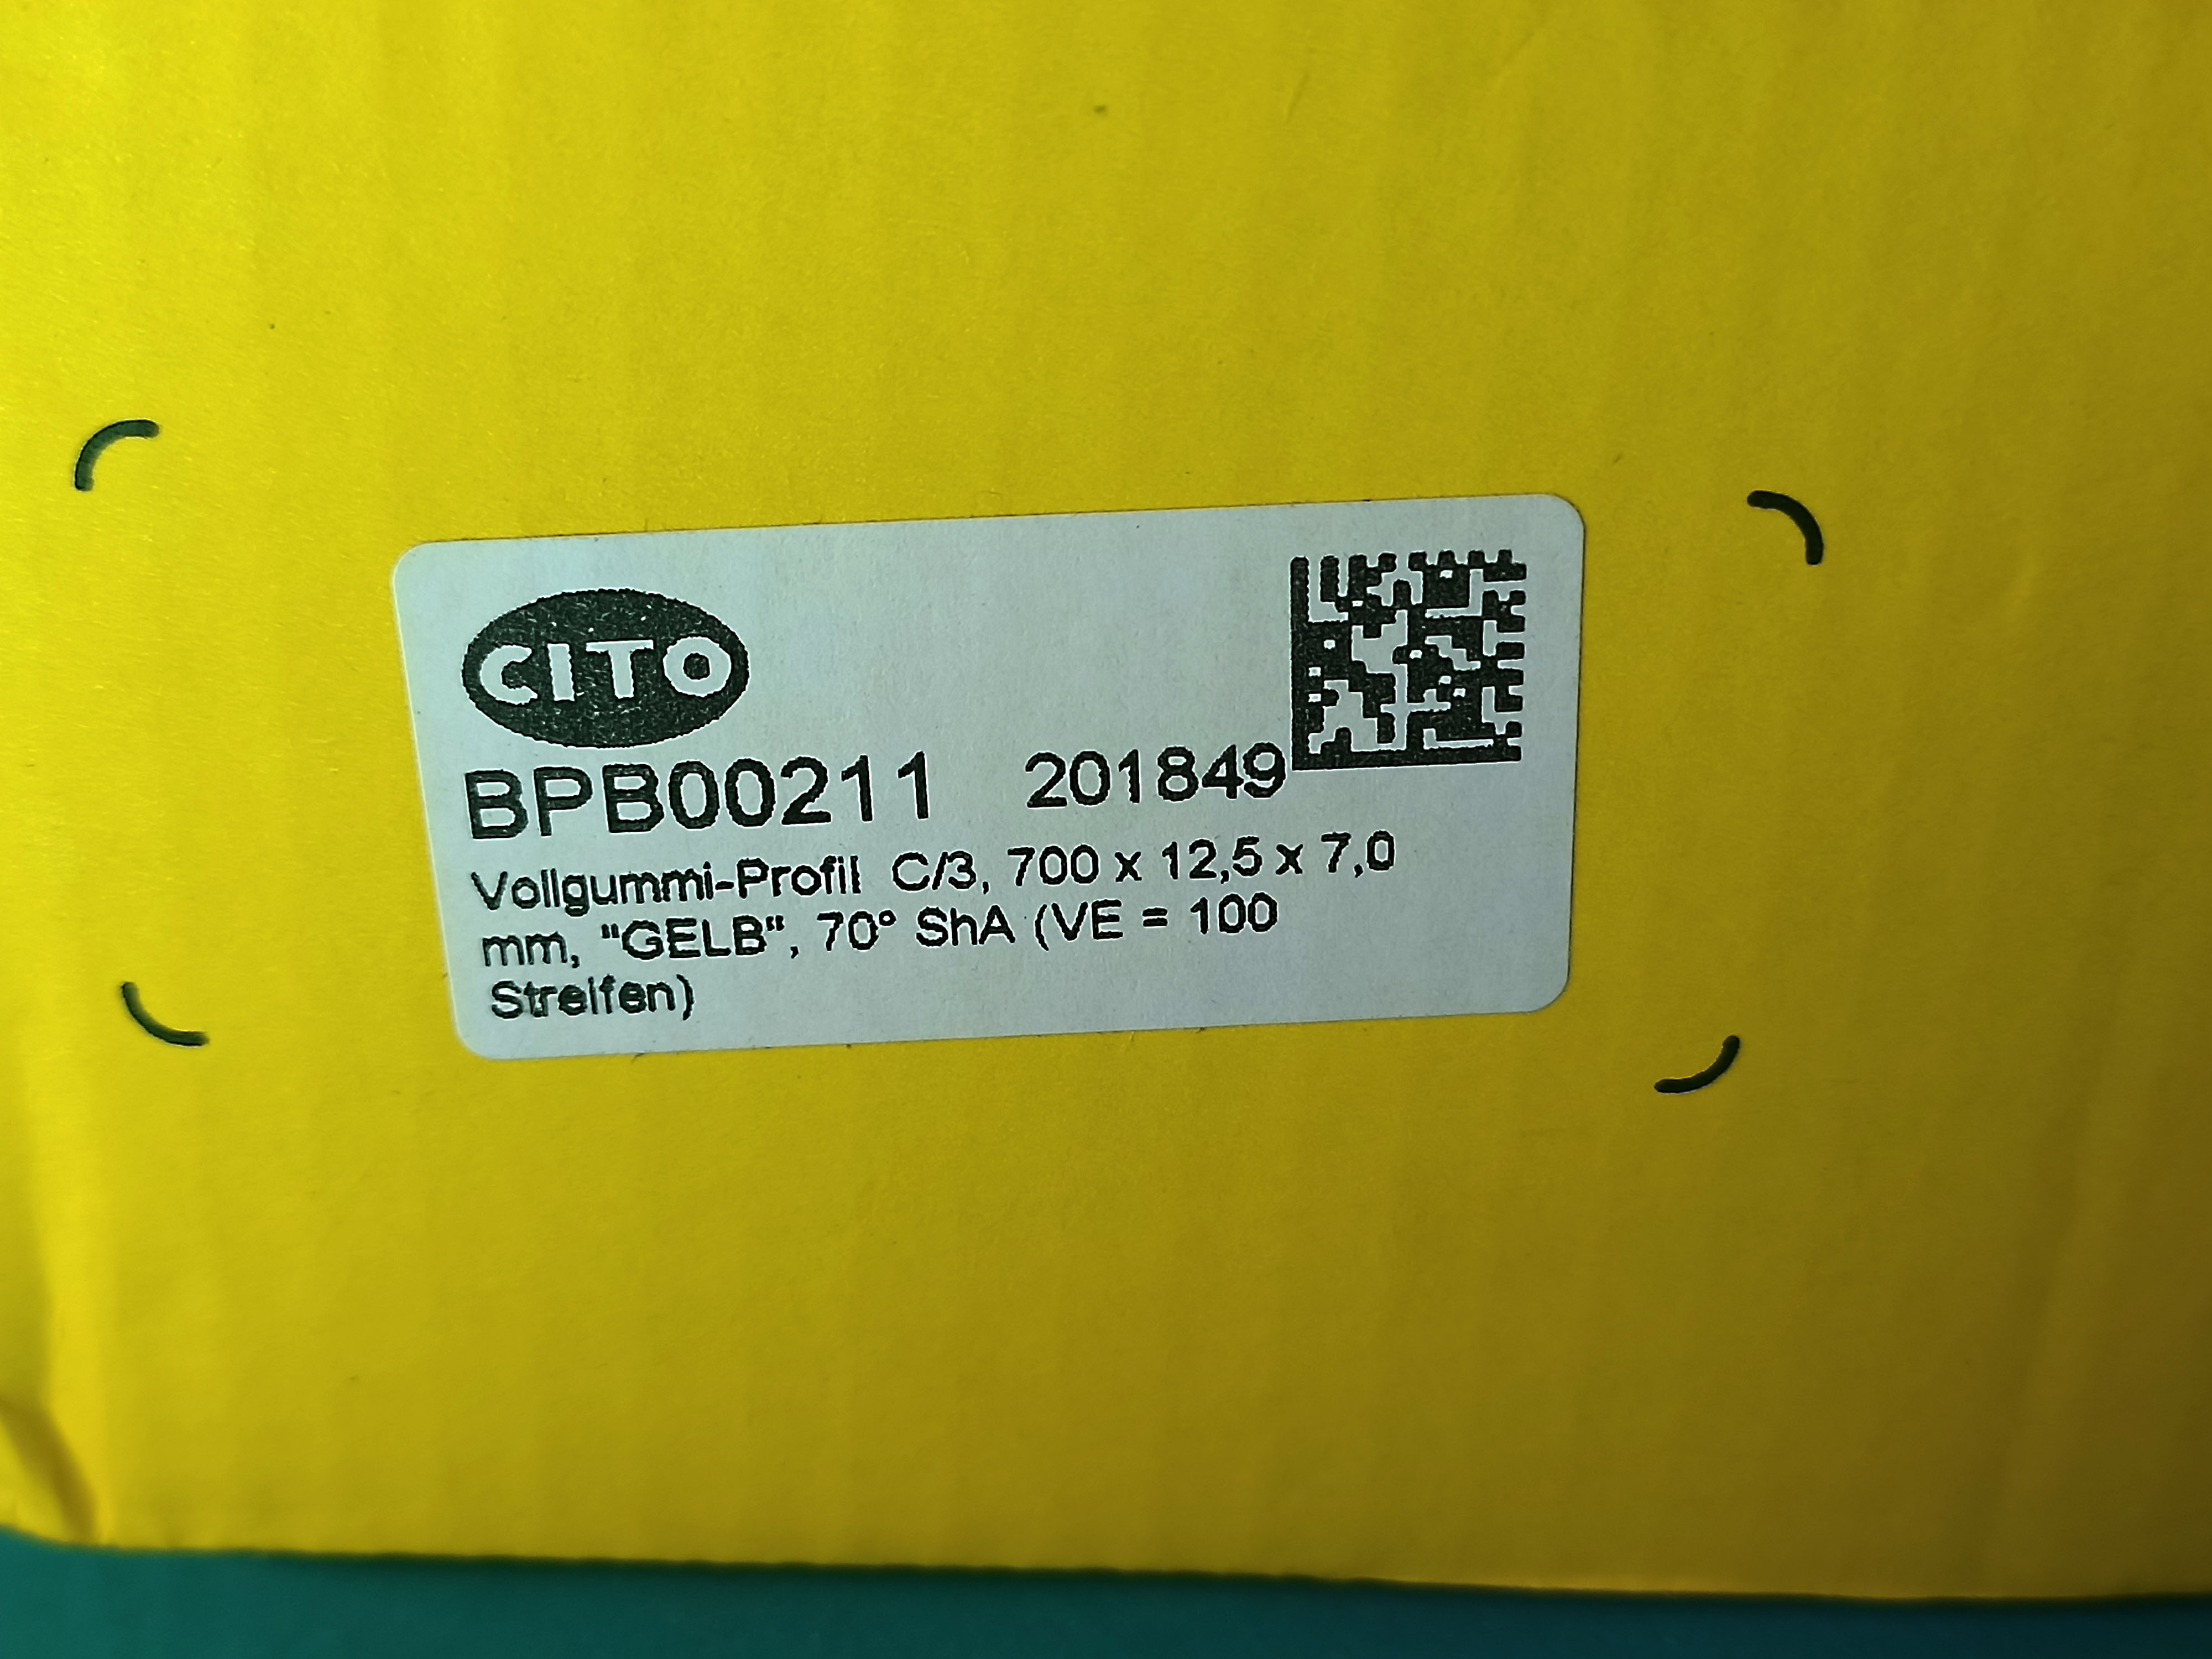 CITO
BPB00211 201849
Vollgummi-Profil C/3, 700 x 12,5 x 7,0
mm, "GELB", 70° ShA (VE = 100
Streifen)